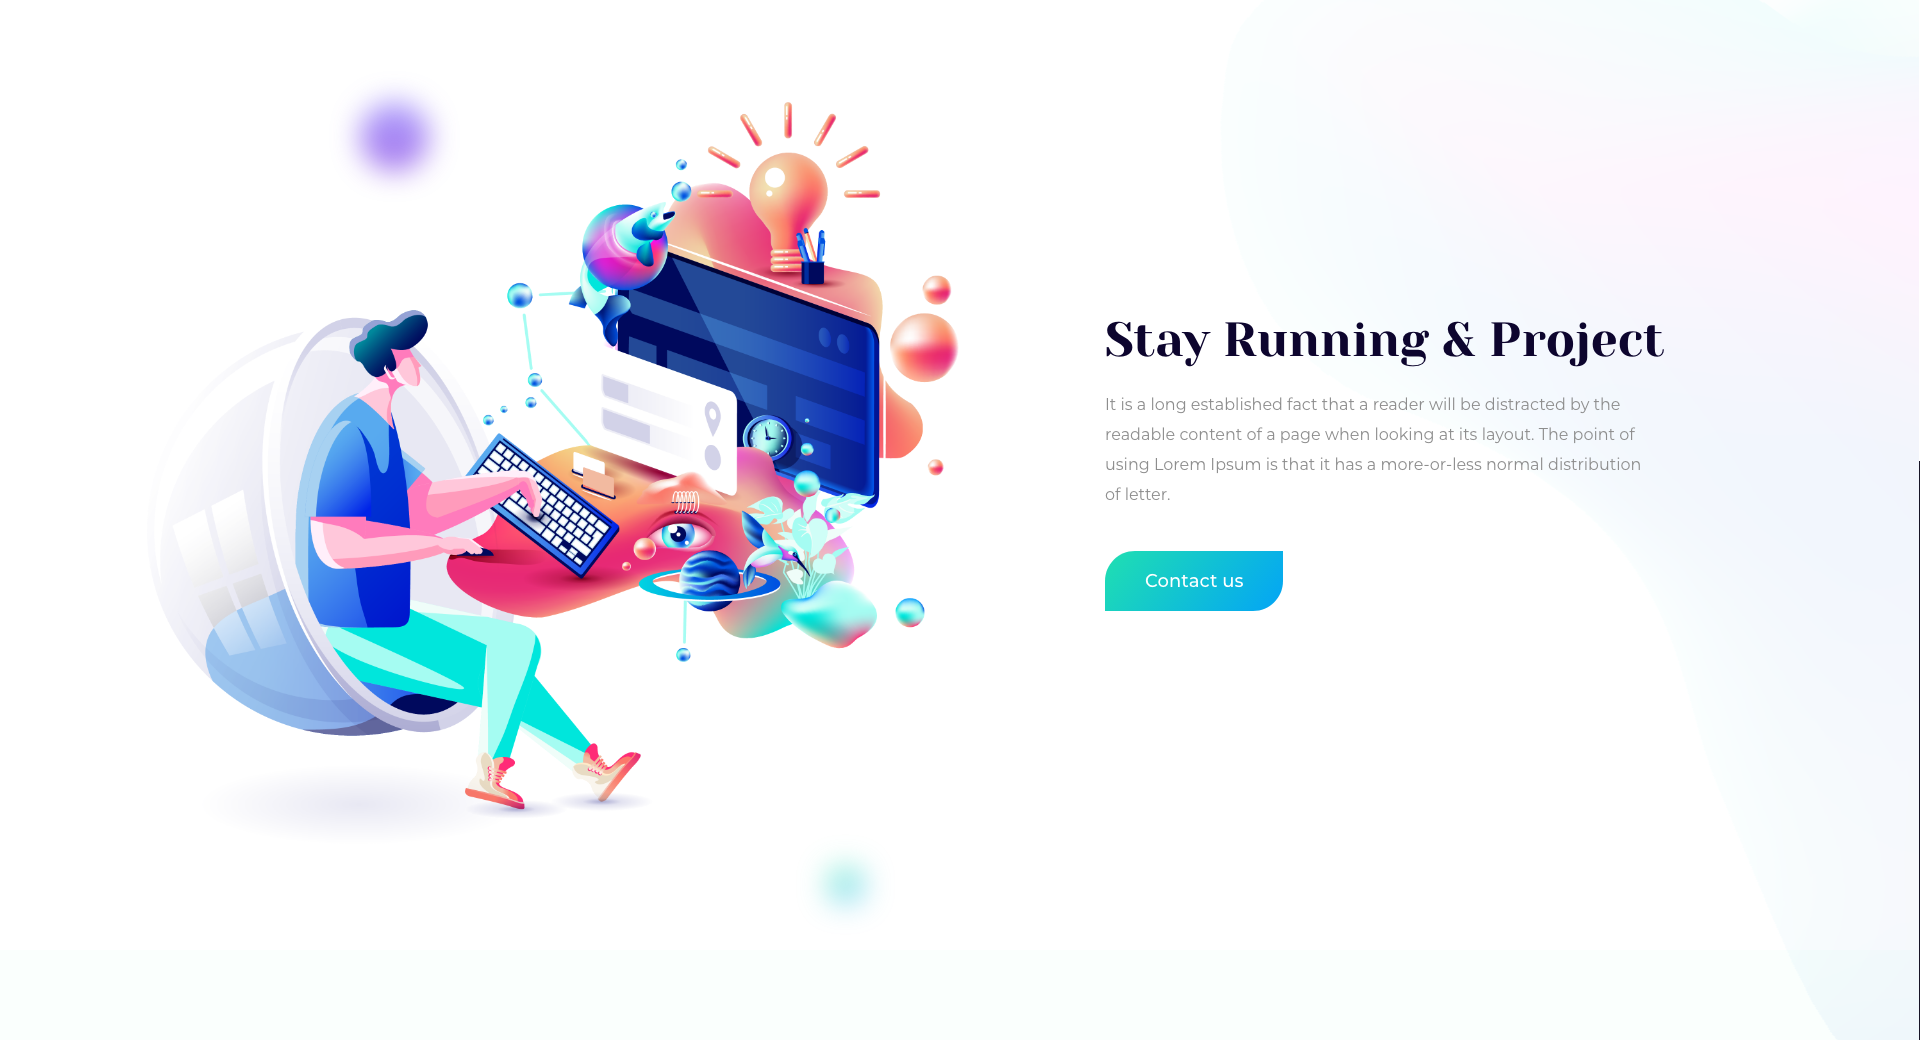 Stay Running & Project
It is a long established fact that a reader will be distracted by the
readable content of a page when looking at its layout. The point of
using Lorem Ipsum is that it has a more-or-less normal distribution
of letter.
Contact us